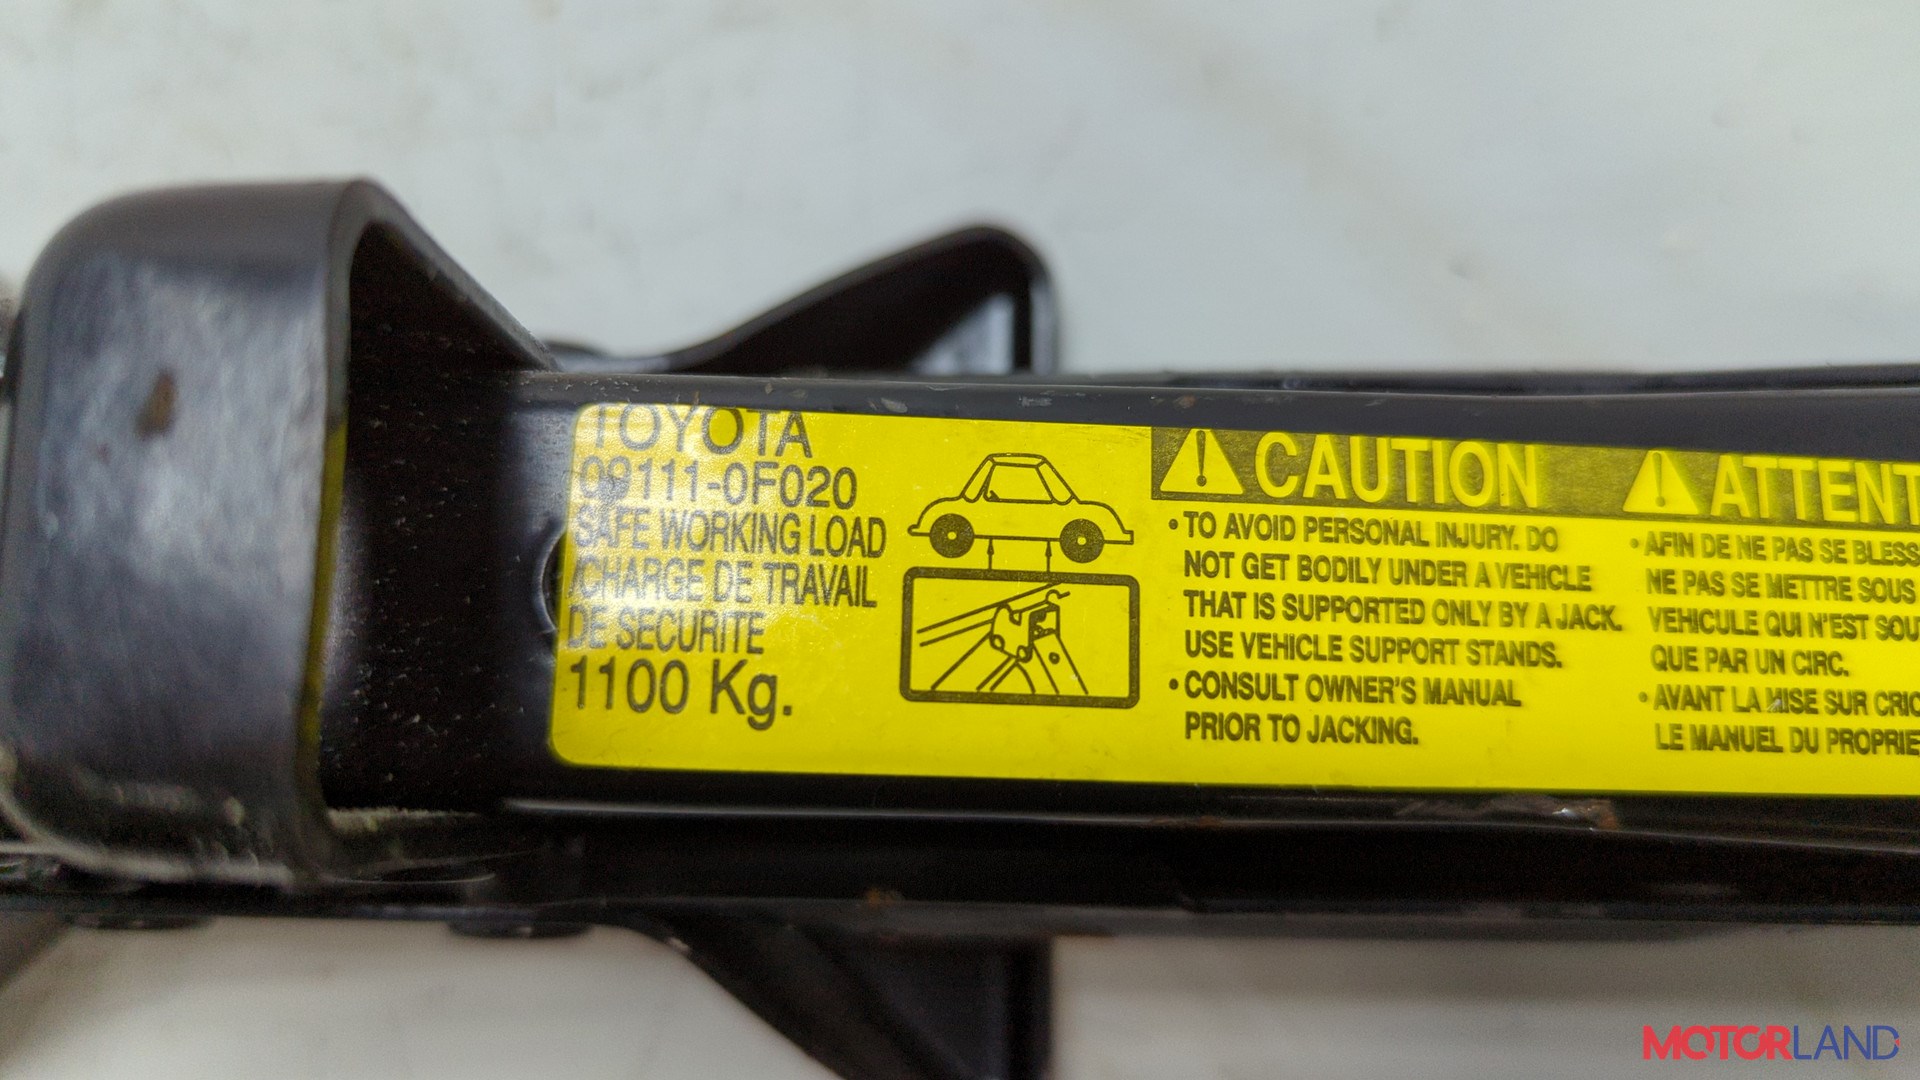 TOYOTA
09111-0F020
SAFE WORKING LOAD
/CHARGE DE TRAVAIL
DE SECURITE
1100 Kg.
CAUTION
• TO AVOID PERSONAL INJURY. DO
NOT GET BODILY UNDER A VEHICLE
THAT IS SUPPORTED ONLY BY A JACK.
USE VEHICLE SUPPORT STANDS.
• CONSULT OWNER'S MANUAL
PRIOR TO JACKING.
ATTENT
• AFIN DE NE PAS SE BLESS
NE PAS SE METTRE SOUS
VEHICULE QUI N'EST SOUT
QUE PAR UN CIRC.
• AVANT LA MISE SUR CRIC
LE MANUEL DU PROPRIE
MOTORLAND